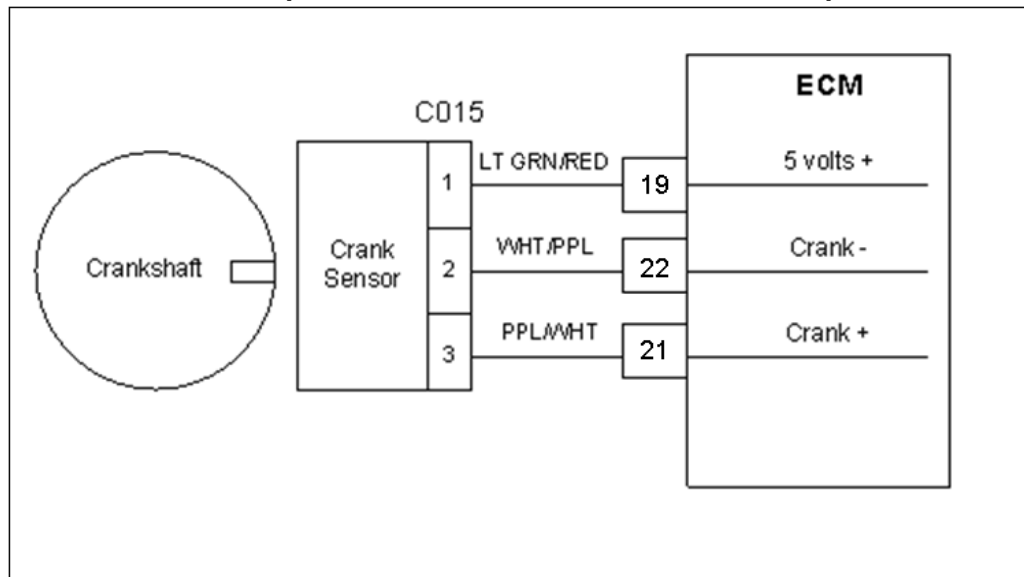 ECM
C015
LT GRN/RED
5 volts +
1
19
Crankshaft
Crank
Sensor
WHT/PPL
Crank -
2
22
PPL/WHT
Crank +
3
21